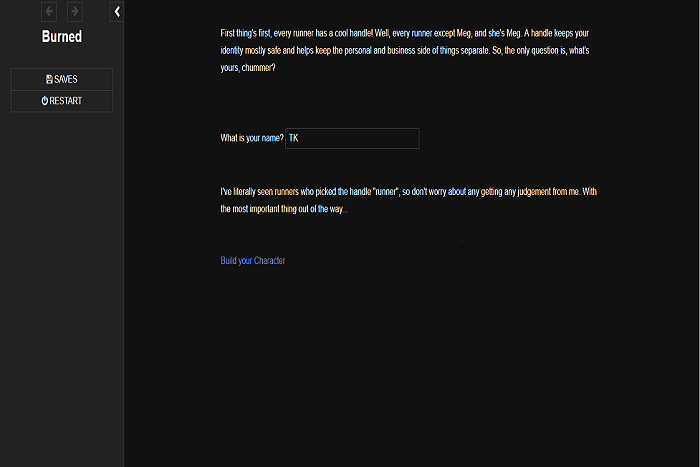 Burned
SAVES
RESTART
First thing's first, every runner has a cool handle! Well, every runner except Meg, and she's Meg. A handle keeps your
identity mostly safe and helps keep the personal and business side of things separate. So, the only question is, what's
yours, chummer?
What is your name? TK
I've literally seen runners who picked the handle "runner", so don't worry about any getting any judgement from me. With
the most important thing out of the way...
Build your Character